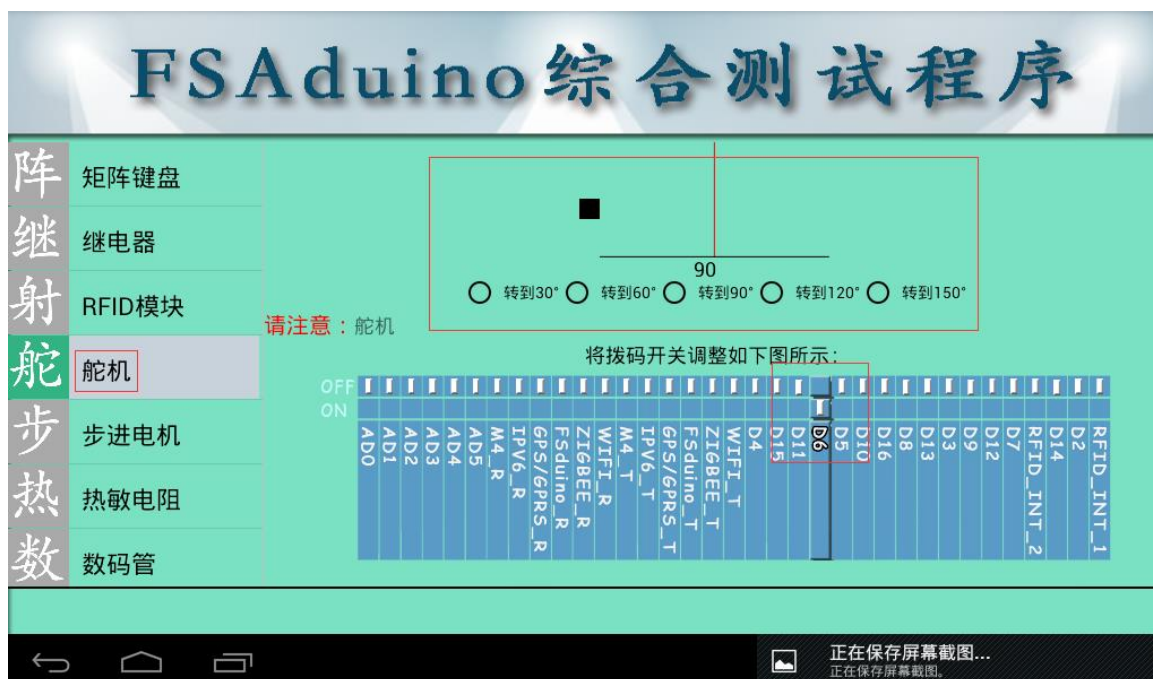 FSAduino综合测试程序
阵 矩阵键盘
继 继电器
射 RFID模块
舵 舵机
步 步进电机
热 热敏电阻
数 数码管
90
转到30° 转到60° 转到90° 转到120° 转到150°
请注意：舵机
将拨码开关调整如下图所示：
OFF
ON
AD0
AD1
AD2
AD3
AD4
AD5
M4_R
IPV6_R
GPS/GPRS_R
FSduino_R
ZIGBEE_R
WIFI_R
M4_T
IPV6_T
GPS/GPRS_T
FSduino_T
ZIGBEE_T
WIFI_T
D4
D15
D11
D6
D5
D10
D16
D8
D13
D3
D9
D12
D7
RFID_INT_2
D14
D2
RFID_INT_1
正在保存屏幕截图...
正在保存屏幕截图。